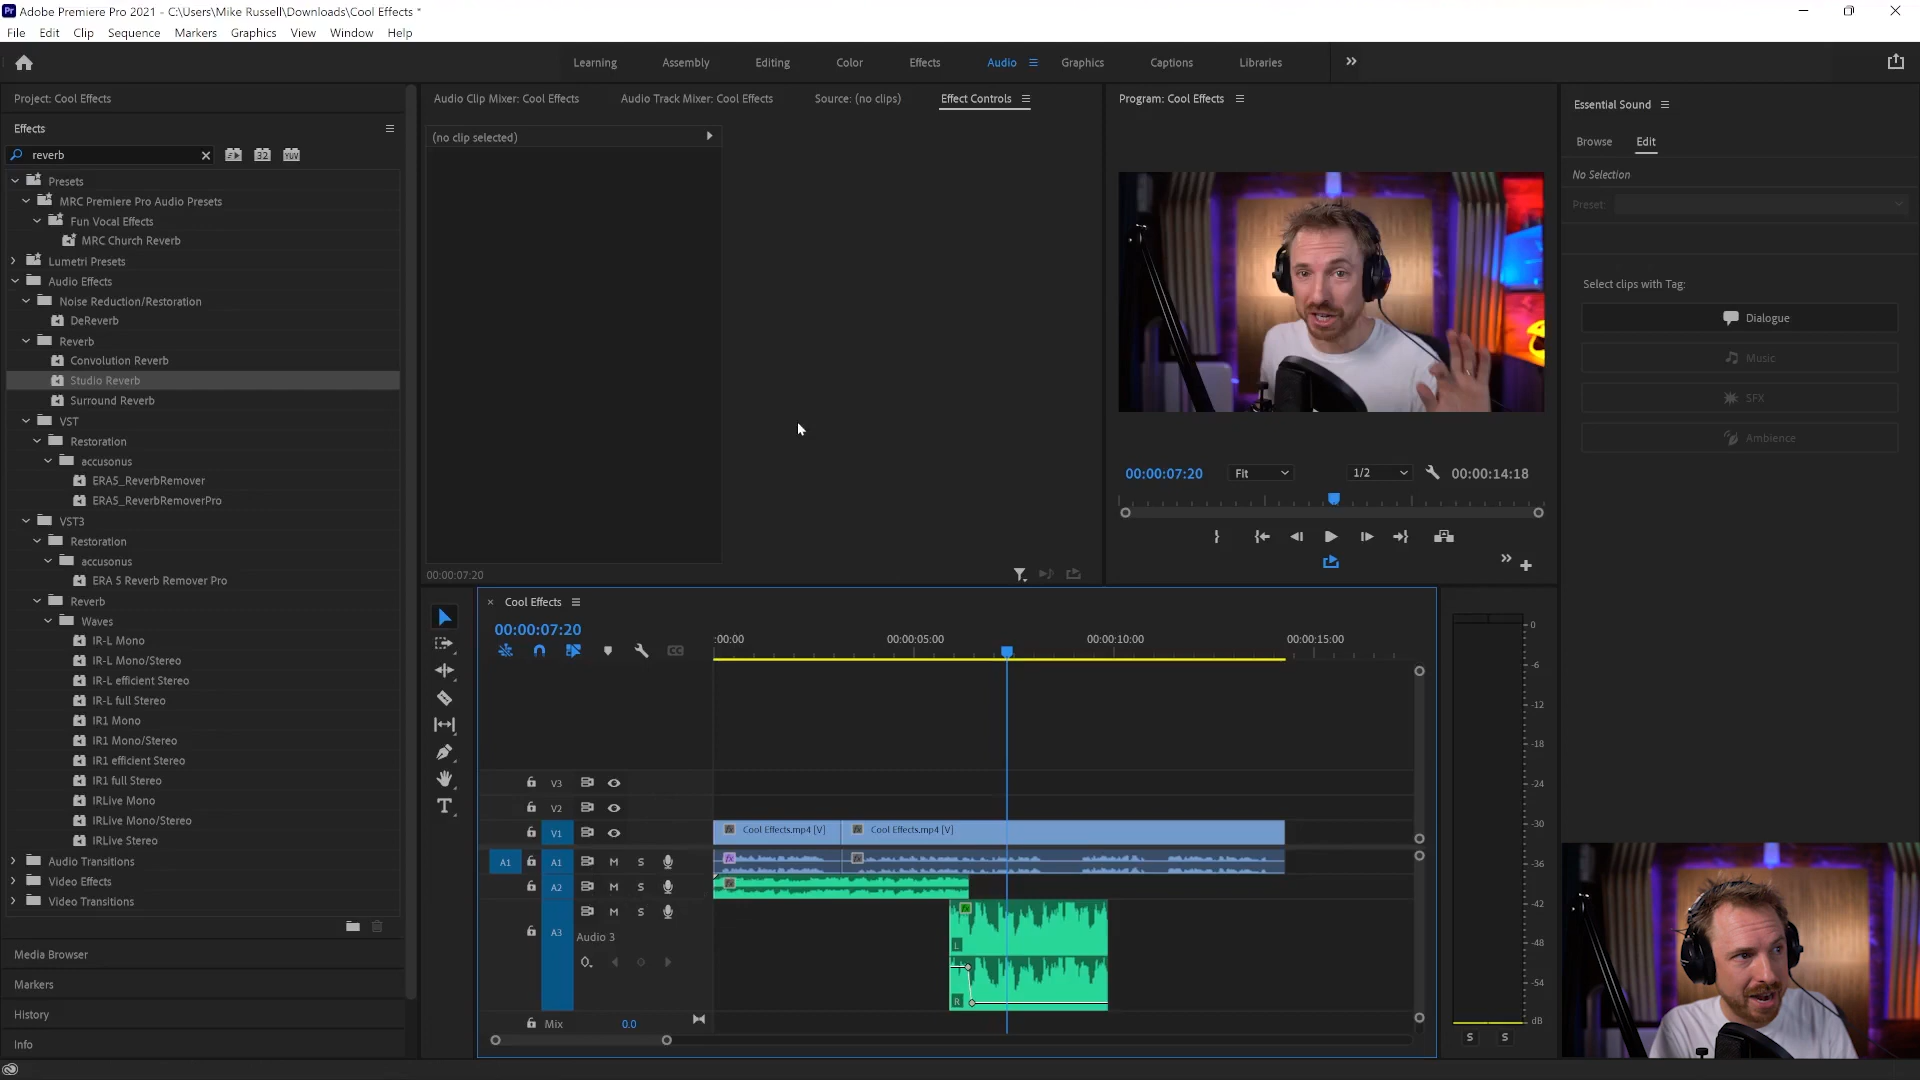 Adobe Premiere Pro 2021 - C:\Users\Mike Russell\Downloads\Cool Effects *
File Edit Clip Sequence Markers Graphics View Window Help
Learning Assembly Editing Color Effects Audio Graphics Captions Libraries
Project: Cool Effects
Effects
reverb
32
YUV
Presets
MRC Premiere Pro Audio Presets
Fun Vocal Effects
MRC Church Reverb
Lumetri Presets
Audio Effects
Noise Reduction/Restoration
DeReverb
Reverb
Convolution Reverb
Studio Reverb
Surround Reverb
VST
Restoration
accusonus
ERA5_ReverbRemover
ERA5_ReverbRemoverPro
VST3
Restoration
accusonus
ERA 5 Reverb Remover Pro
Reverb
Waves
IR-L Mono
IR-L Mono/Stereo
IR-L efficient Stereo
IR-L full Stereo
IR1 Mono
IR1 Mono/Stereo
IR1 efficient Stereo
IR1 full Stereo
IRLive Mono
IRLive Mono/Stereo
IRLive Stereo
Audio Transitions
Video Effects
Video Transitions
Media Browser
Markers
History
Info
Audio Clip Mixer: Cool Effects Audio Track Mixer: Cool Effects Source: (no clips) Effect Controls
(no clip selected)
00:00:07:20
Program: Cool Effects
00:00:07:20 Fit 1/2 00:00:14:18
Essential Sound
Browse Edit
No Selection
Preset:
Select clips with Tag:
Dialogue
Music
SFX
Ambience
Cool Effects
00:00:07:20
:00:00 00:00:05:00 00:00:10:00 00:00:15:00
V3
V2
V1 Cool Effects.mp4 [V] Cool Effects.mp4 [V]
A1 A1 M S
A2 M S
M S
A3 Audio 3
L
R
Mix 0.0
0
-6
-12
-18
-24
-30
-36
-42
-48
-54
dB
S S